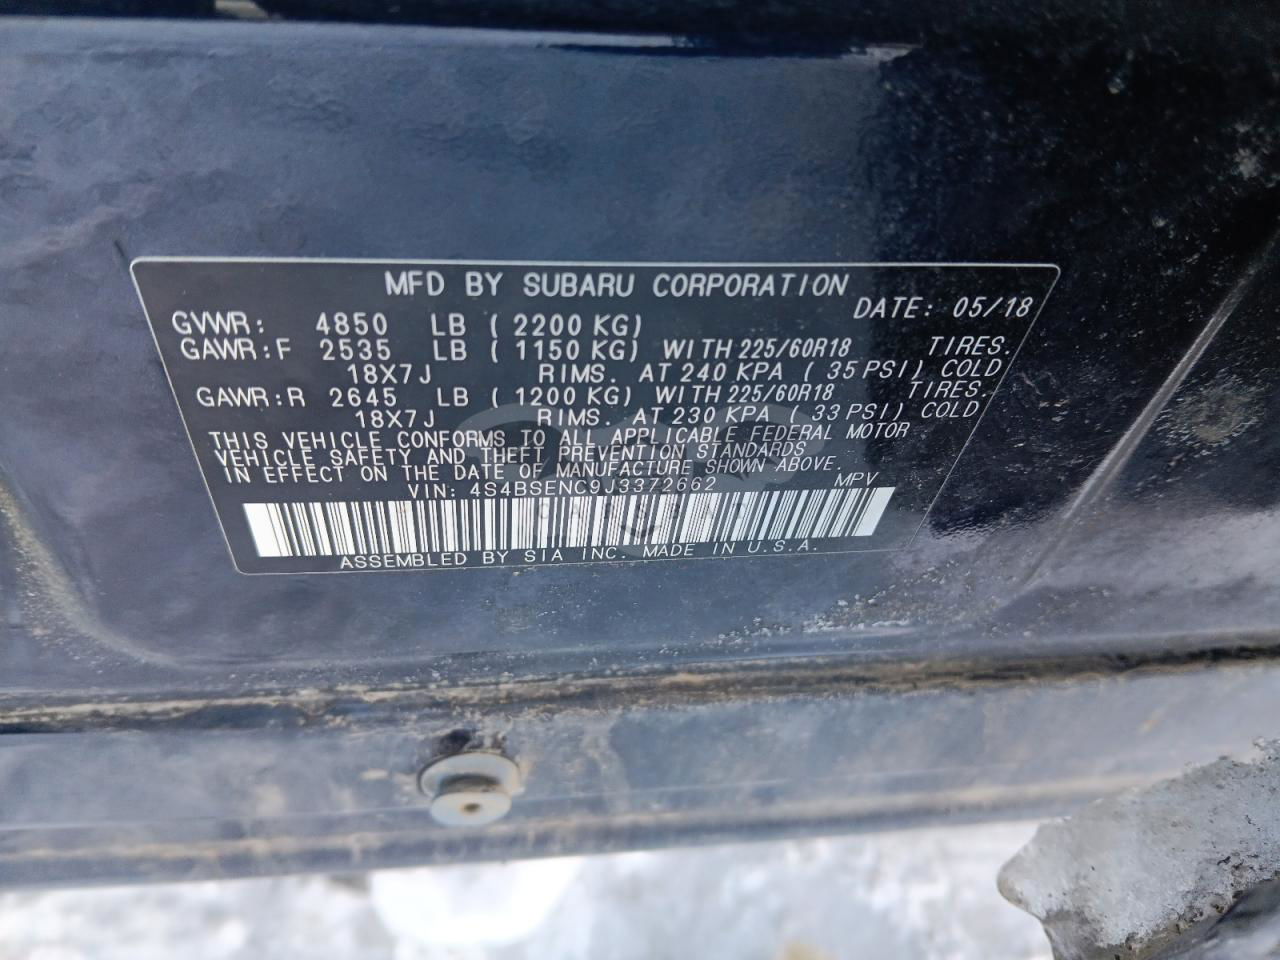 MFD BY SUBARU CORPORATION
DATE: 05/18
GVWR: 4850 LB (2200 KG)
GAWR:F 2535 LB (1150 KG) WITH 225/60R18 TIRES.
18X7J RIMS. AT 240 KPA (35 PSI) COLD
GAWR:R 2645 LB (1200 KG) WITH 225/60R18 TIRES.
18X7J RIMS. AT 230 KPA (33 PSI) COLD
THIS VEHICLE CONFORMS TO ALL APPLICABLE FEDERAL MOTOR
VEHICLE SAFETY AND THEFT PREVENTION STANDARDS
IN EFFECT ON THE DATE OF MANUFACTURE SHOWN ABOVE.
VIN: 4S4BSENC9J3372662 MPV
ASSEMBLED BY SIA INC. MADE IN U.S.A.